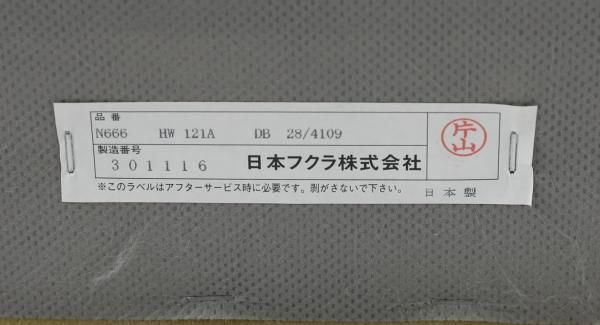 品番
N666 HW 121A DB 28/4109
製造番号
301116 日本フクラ株式会社
片山
※このラベルはアフターサービス時に必要です。剥がさないで下さい。
日本製